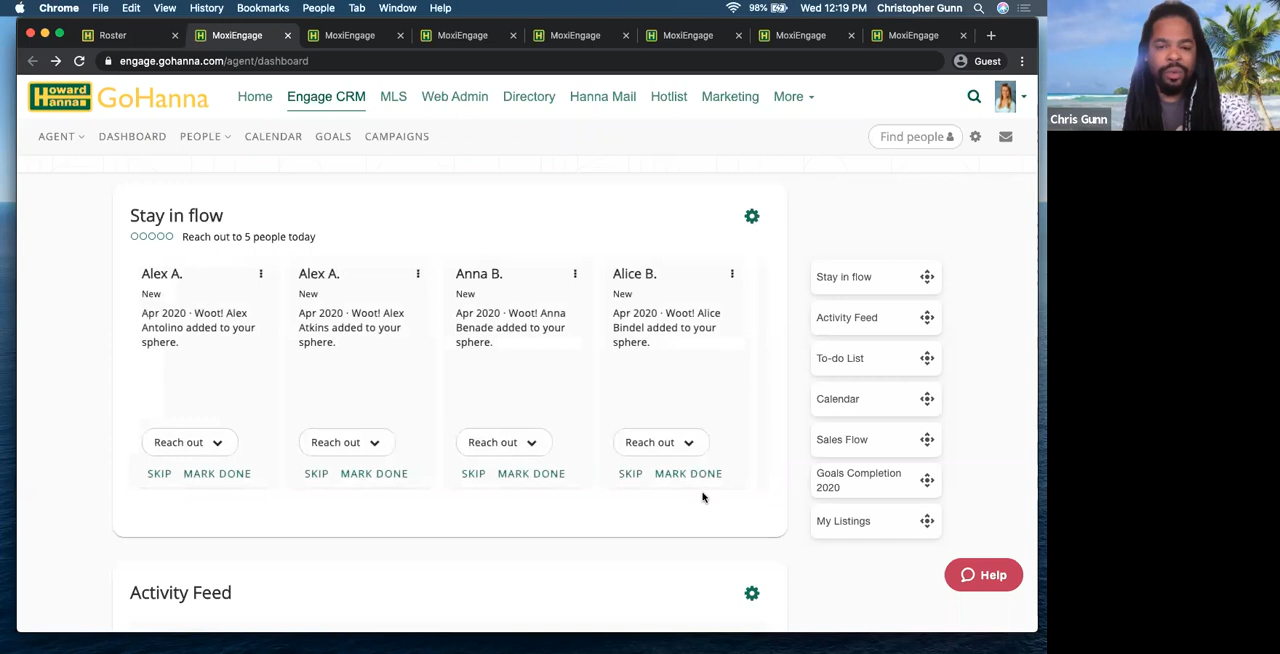 Chrome File Edit View History Bookmarks People Tab Window Help 98% Wed 12:19 PM Christopher Gunn
Roster MoxiEngage MoxiEngage MoxiEngage MoxiEngage MoxiEngage MoxiEngage MoxiEngage
engage.gohanna.com/agent/dashboard Guest
Howard Hanna GoHanna Home Engage CRM MLS Web Admin Directory Hanna Mail Hotlist Marketing More
Chris Gunn
AGENT DASHBOARD PEOPLE CALENDAR GOALS CAMPAIGNS Find people
Stay in flow
Reach out to 5 people today
Alex A. Alex A. Anna B. Alice B.
New New New New
Apr 2020 · Woot! Alex Apr 2020 · Woot! Alex Apr 2020 · Woot! Anna Apr 2020 · Woot! Alice
Antolino added to your Atkins added to your Benade added to your Bindel added to your
sphere. sphere. sphere. sphere.
Reach out Reach out Reach out Reach out
SKIP MARK DONE SKIP MARK DONE SKIP MARK DONE SKIP MARK DONE
Stay in flow
Activity Feed
To-do List
Calendar
Sales Flow
Goals Completion
2020
My Listings
Help
Activity Feed